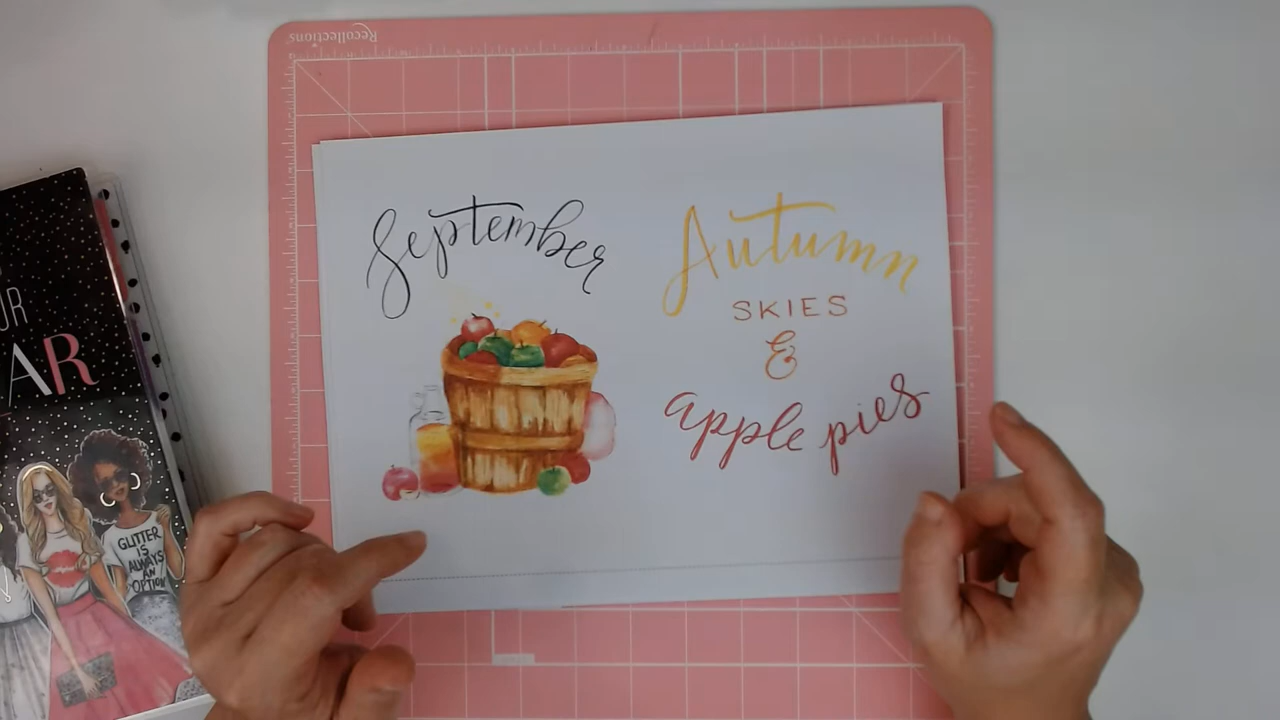 Recollections
September
Autumn
SKIES
&
apple pies
GLITTER
IS
ALWAYS
AN
OPTION